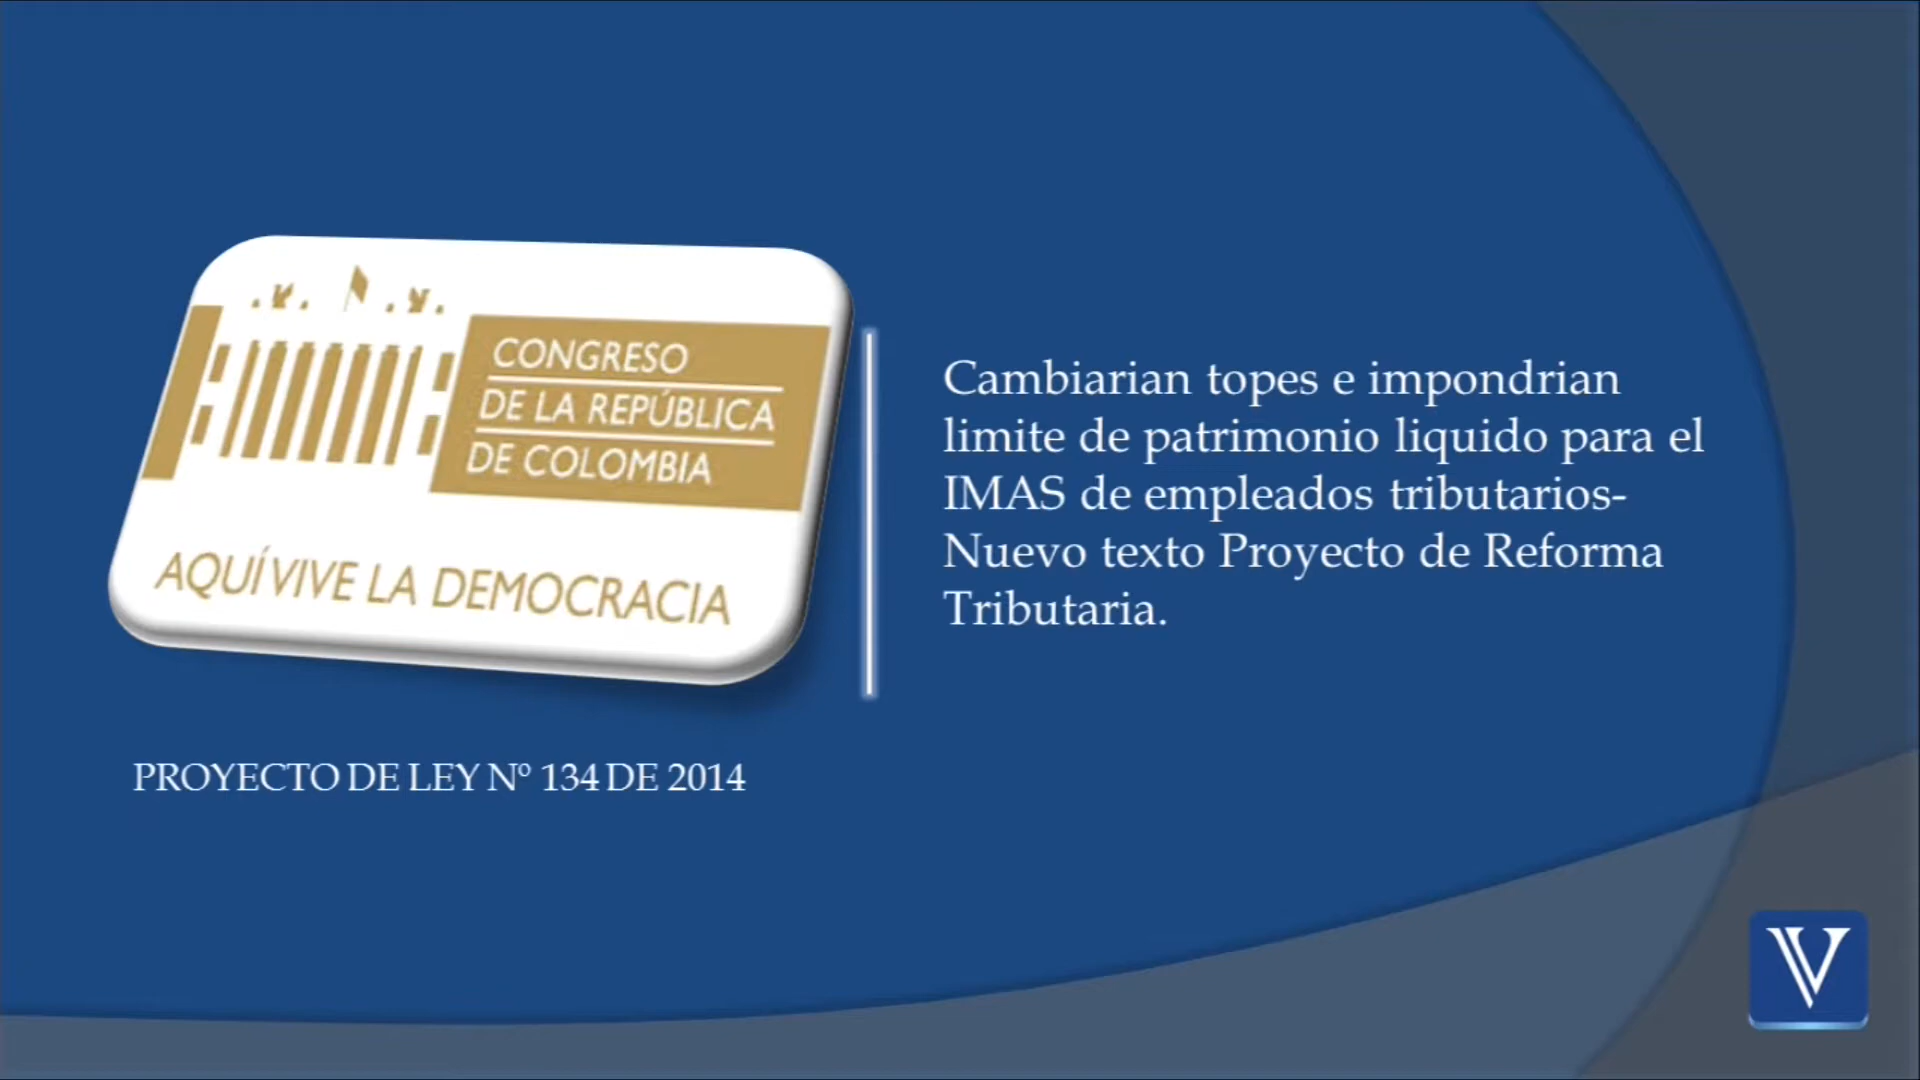 CONGRESO
DE LA REPÚBLICA
DE COLOMBIA
AQUÍ VIVE LA DEMOCRACIA
PROYECTO DE LEY Nº 134 DE 2014
Cambiarian topes e impondrian
limite de patrimonio liquido para el
IMAS de empleados tributarios-
Nuevo texto Proyecto de Reforma
Tributaria.
V